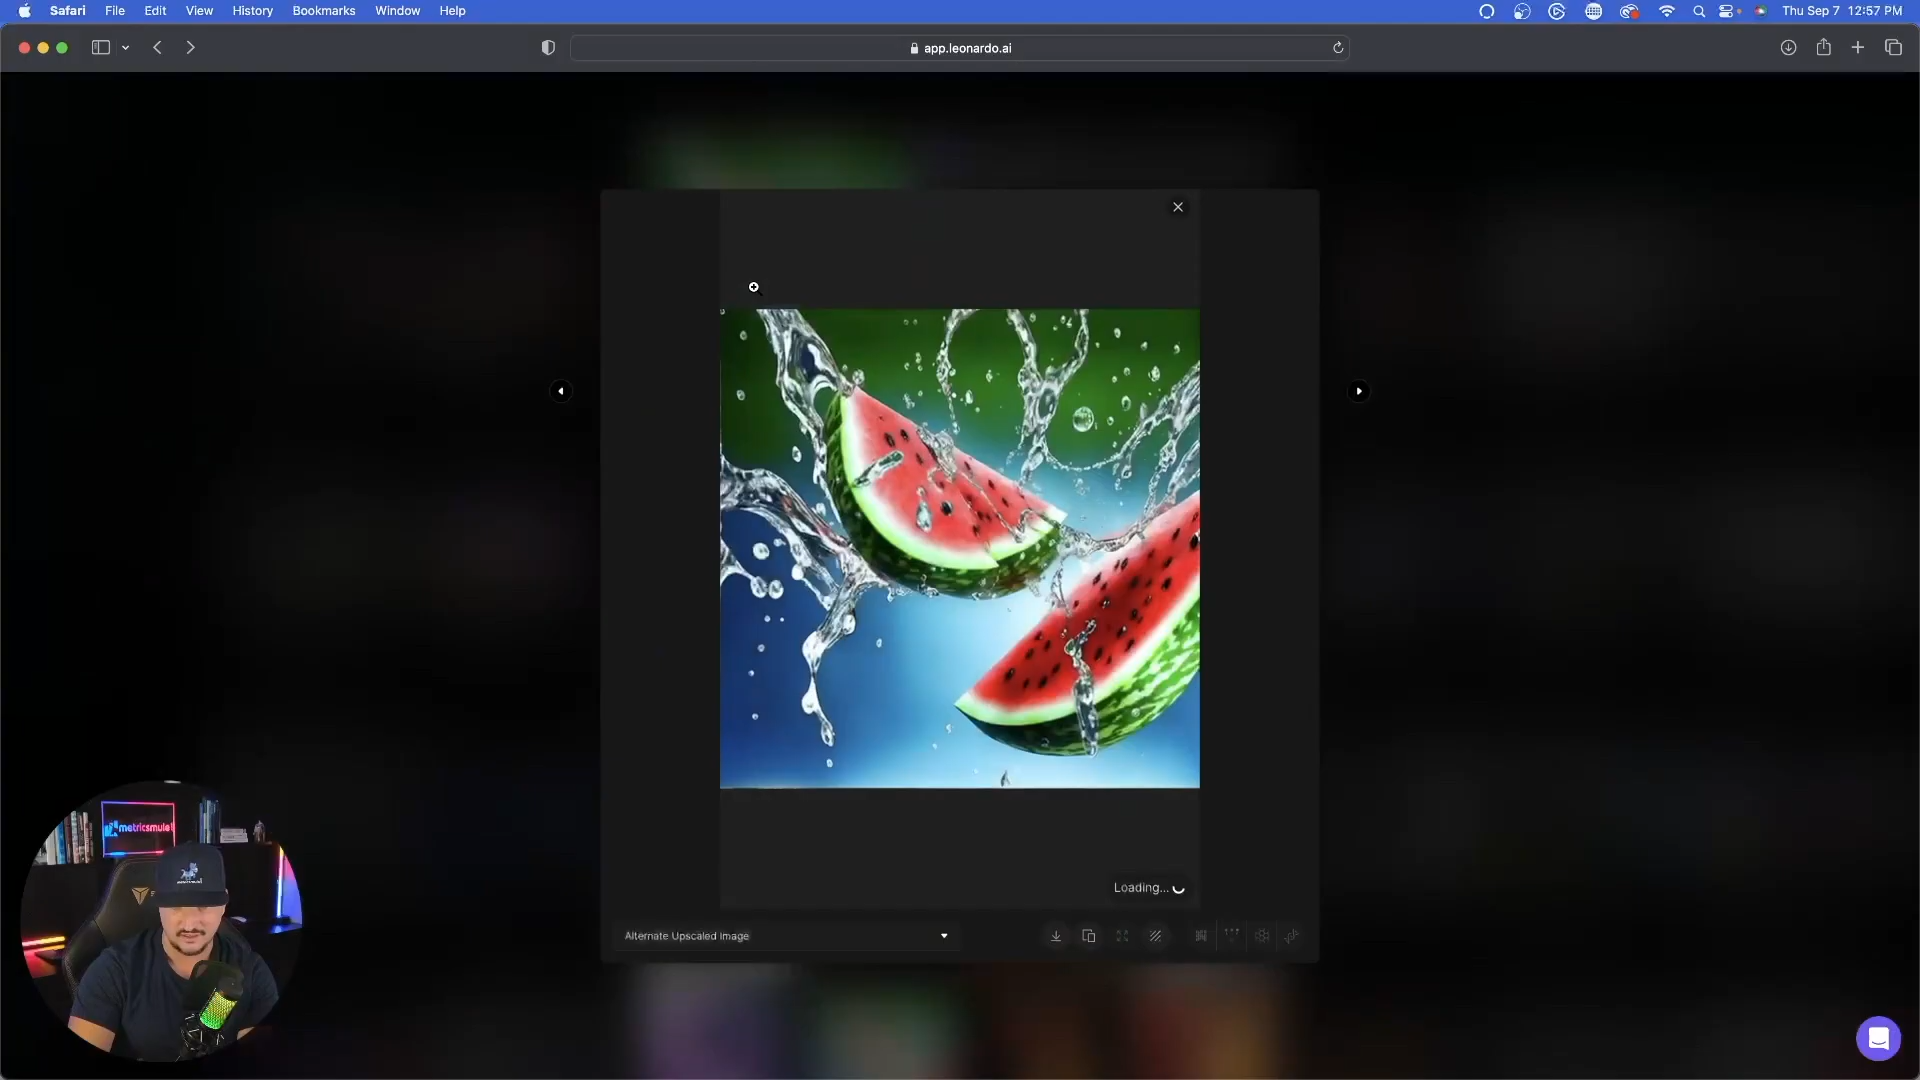 Safari File Edit View History Bookmarks Window Help Thu Sep 7 12:57 PM
app.leonardo.ai
Loading...
Alternate Upscaled Image
metricsmule